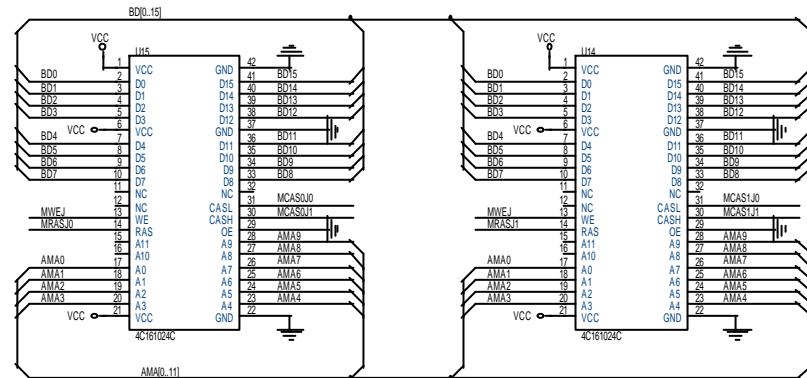 BD[0..15]
VCC
U15
1 VCC GND 42
BD0 2 D0 D15 41 BD15
BD1 3 D1 D14 40 BD14
BD2 4 D2 D13 39 BD13
BD3 5 D3 D12 38 BD12
VCC 6 VCC GND 37
BD4 7 D4 D11 36 BD11
BD5 8 D5 D10 35 BD10
BD6 9 D6 D9 34 BD9
BD7 10 D7 D8 33 BD8
11 NC NC 32
12 NC CASL 31 MCAS0J0
MWEJ 13 WE CASH 30 MCAS0J1
MRASJ0 14 RAS OE 29
15 A11 A9 28 AMA9
16 A10 A8 27 AMA8
AMA0 17 A0 A7 26 AMA7
AMA1 18 A1 A6 25 AMA6
AMA2 19 A2 A5 24 AMA5
AMA3 20 A3 A4 23 AMA4
VCC 21 VCC GND 22
4C161024C
VCC
U14
1 VCC GND 42
BD0 2 D0 D15 41 BD15
BD1 3 D1 D14 40 BD14
BD2 4 D2 D13 39 BD13
BD3 5 D3 D12 38 BD12
VCC 6 VCC GND 37
BD4 7 D4 D11 36 BD11
BD5 8 D5 D10 35 BD10
BD6 9 D6 D9 34 BD9
BD7 10 D7 D8 33 BD8
11 NC NC 32
12 NC CASL 31 MCAS1J0
MWEJ 13 WE CASH 30 MCAS1J1
MRASJ1 14 RAS OE 29
15 A11 A9 28 AMA9
16 A10 A8 27 AMA8
AMA0 17 A0 A7 26 AMA7
AMA1 18 A1 A6 25 AMA6
AMA2 19 A2 A5 24 AMA5
AMA3 20 A3 A4 23 AMA4
VCC 21 VCC GND 22
4C161024C
AMA[0..11]